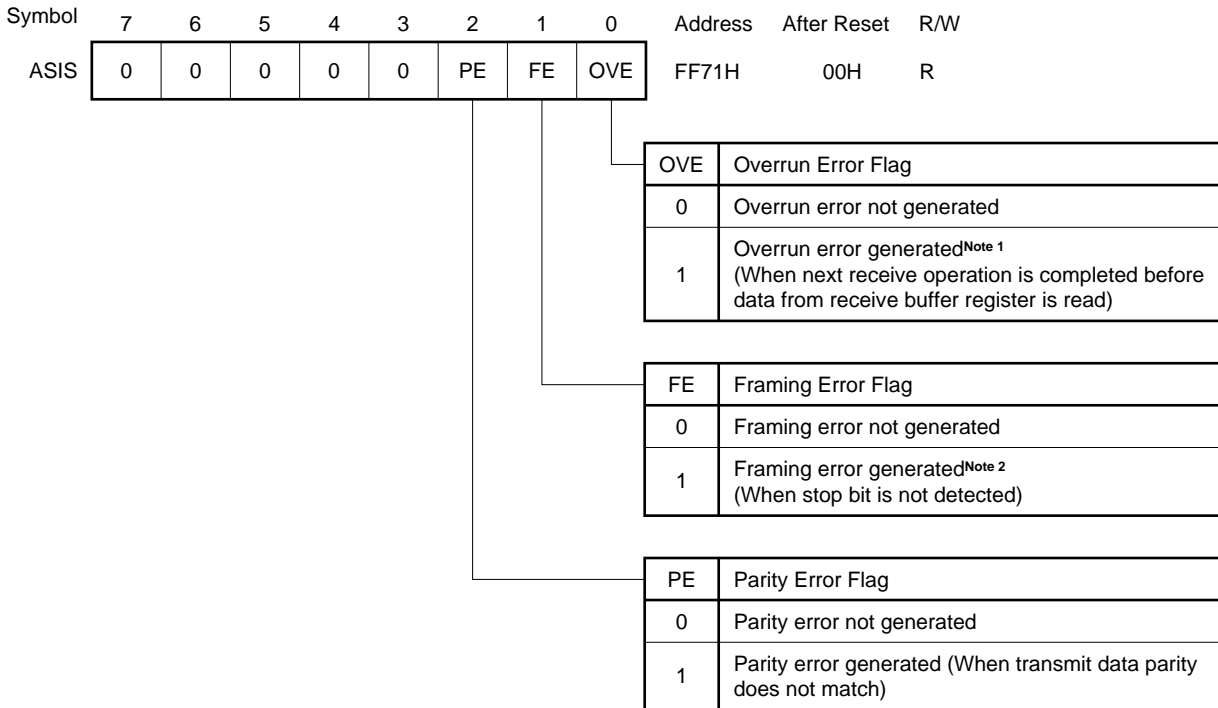 Symbol 7 6 5 4 3 2 1 0 Address After Reset R/W
ASIS 0 0 0 0 0 PE FE OVE FF71H 00H R
OVE Overrun Error Flag
0 Overrun error not generated
1 Overrun error generatedNote 1
(When next receive operation is completed before
data from receive buffer register is read)
FE Framing Error Flag
0 Framing error not generated
1 Framing error generatedNote 2
(When stop bit is not detected)
PE Parity Error Flag
0 Parity error not generated
1 Parity error generated (When transmit data parity
does not match)